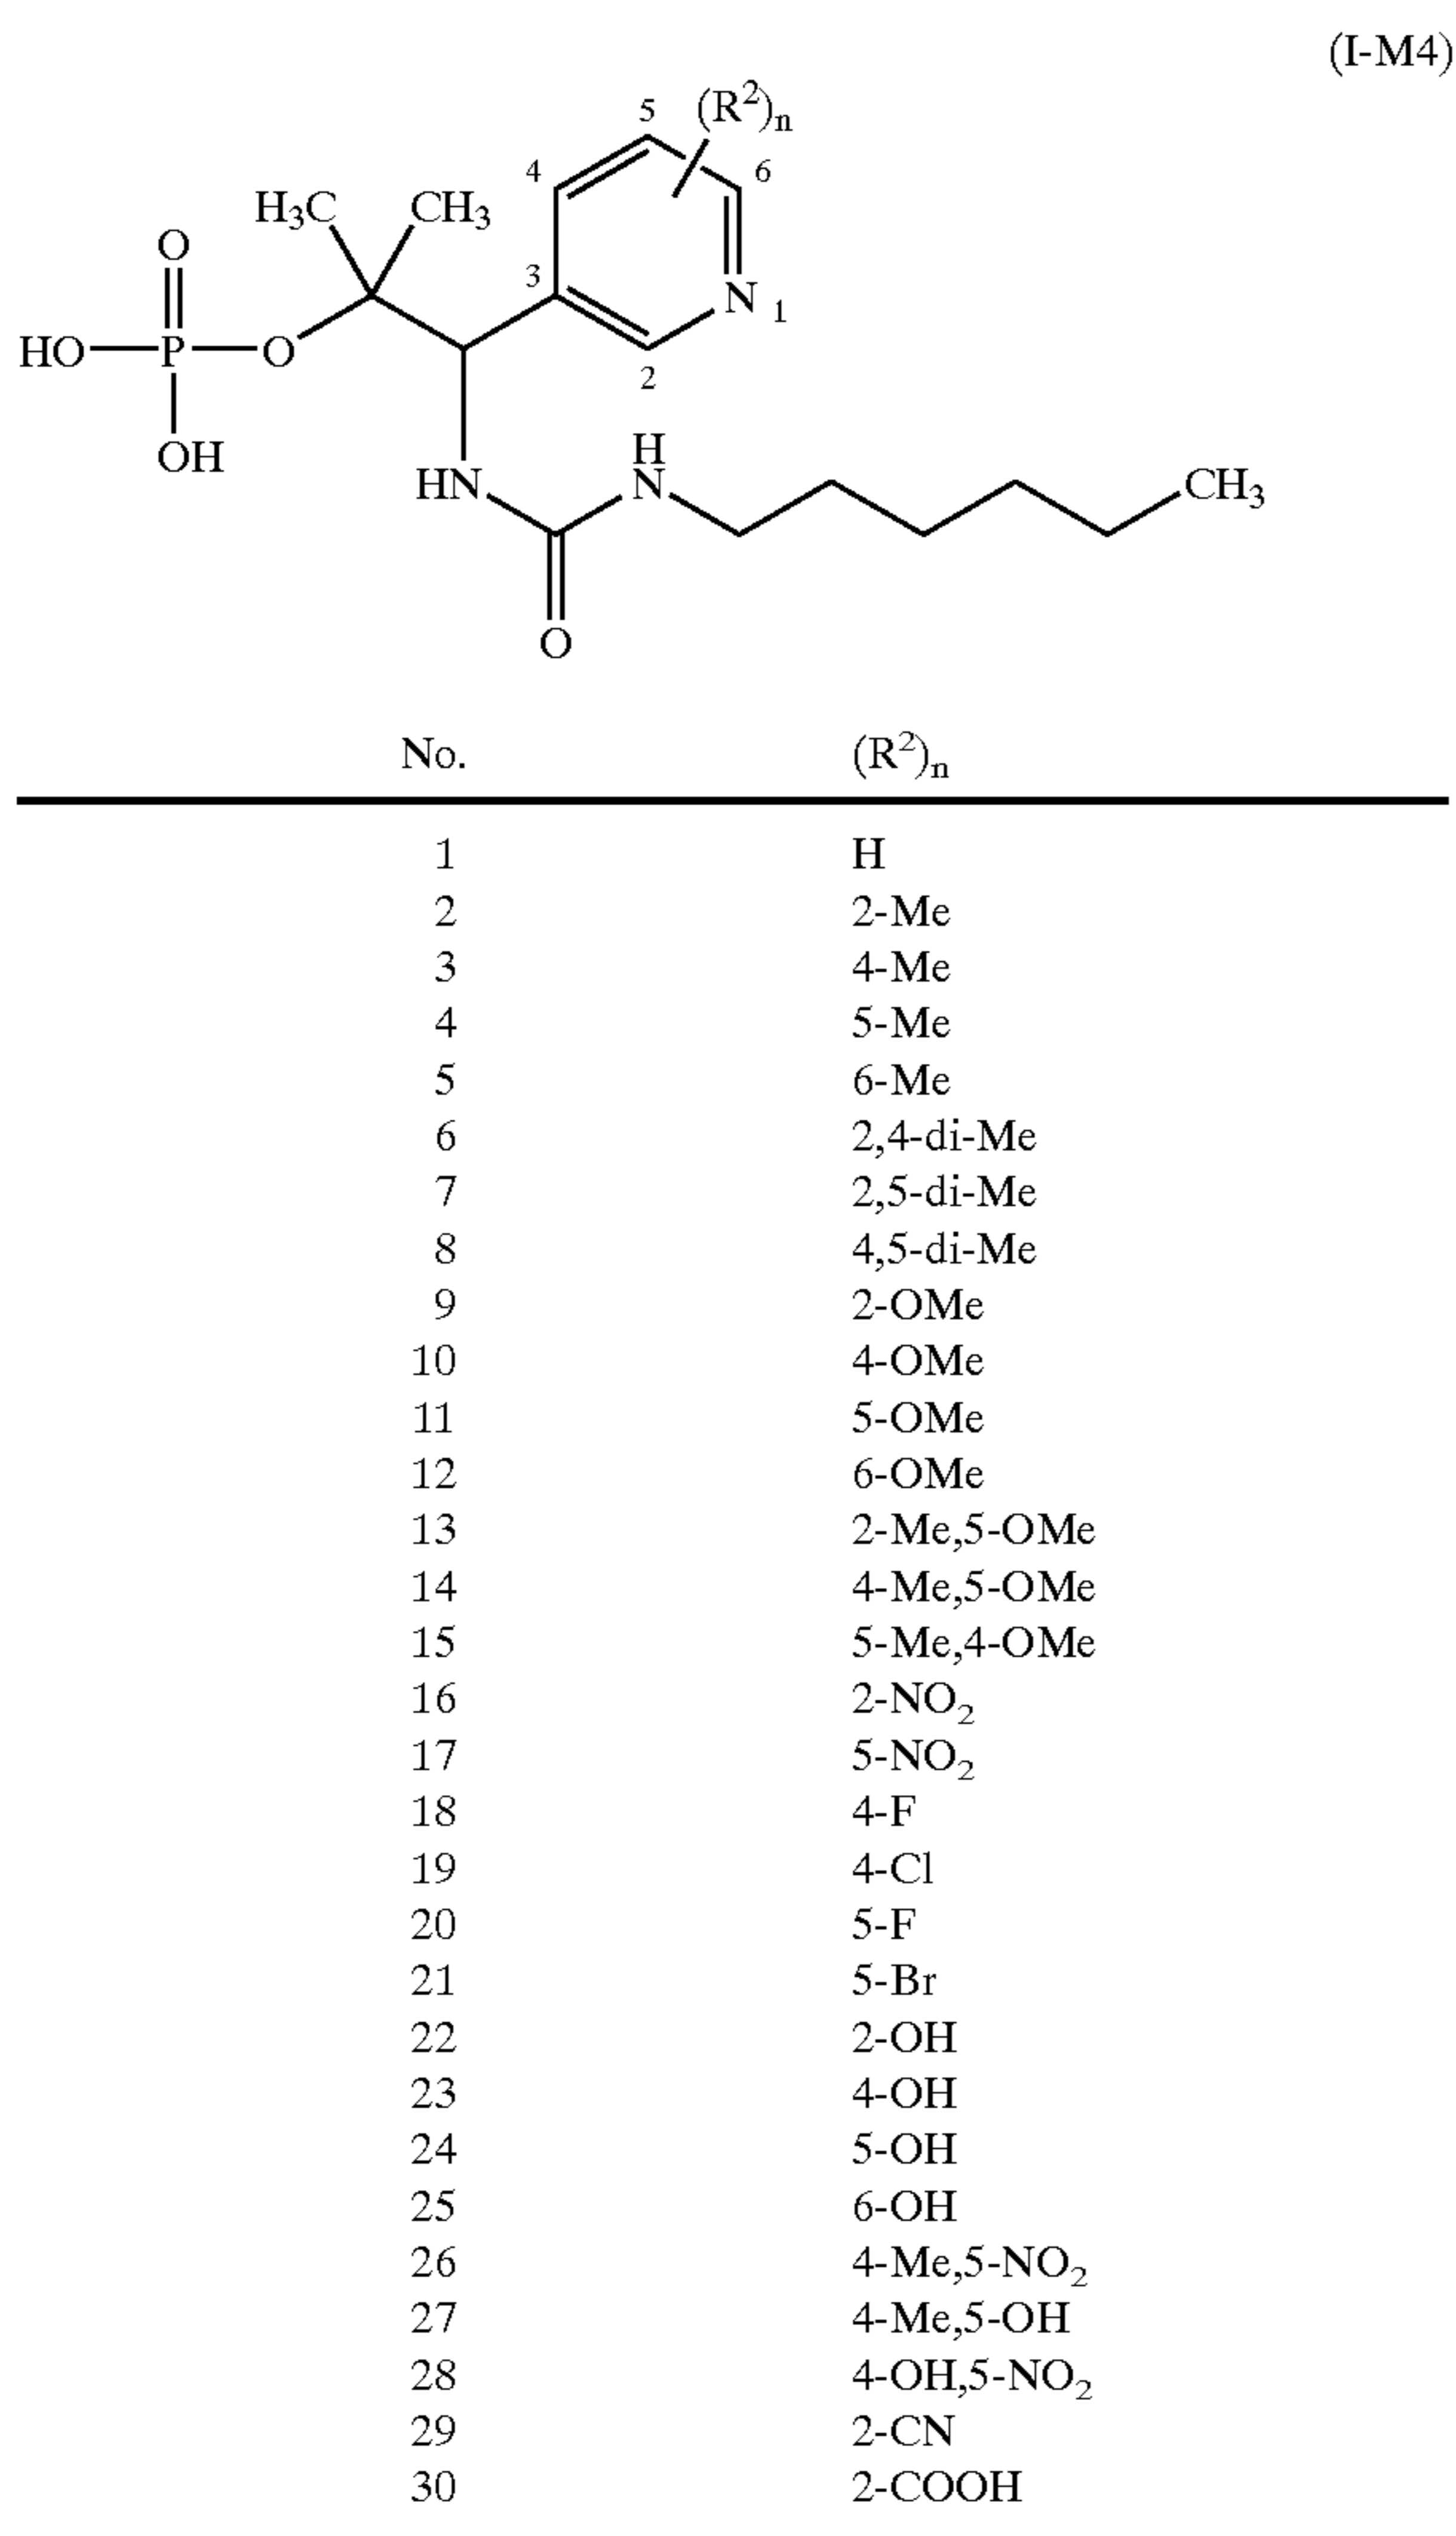 (I-M4)
5 (R²)n
4 6
H₃C CH₃
O
3 N 1
HO P O
2
OH H
HN N CH₃
O
No. (R²)n
1 H
2 2-Me
3 4-Me
4 5-Me
5 6-Me
6 2,4-di-Me
7 2,5-di-Me
8 4,5-di-Me
9 2-OMe
10 4-OMe
11 5-OMe
12 6-OMe
13 2-Me,5-OMe
14 4-Me,5-OMe
15 5-Me,4-OMe
16 2-NO₂
17 5-NO₂
18 4-F
19 4-Cl
20 5-F
21 5-Br
22 2-OH
23 4-OH
24 5-OH
25 6-OH
26 4-Me,5-NO₂
27 4-Me,5-OH
28 4-OH,5-NO₂
29 2-CN
30 2-COOH